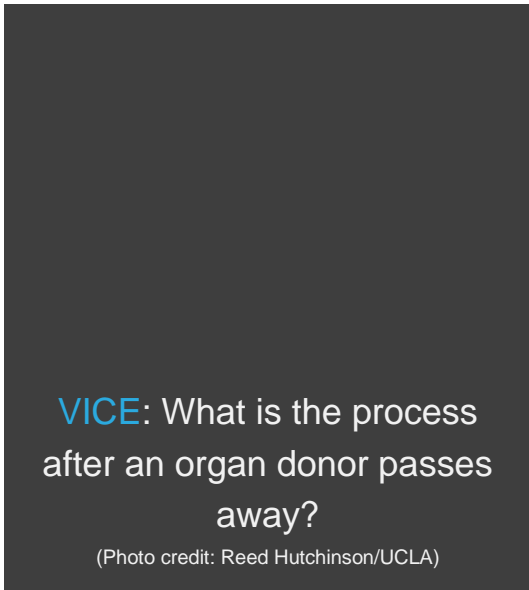 VICE: What is the process
after an organ donor passes
away?
(Photo credit: Reed Hutchinson/UCLA)